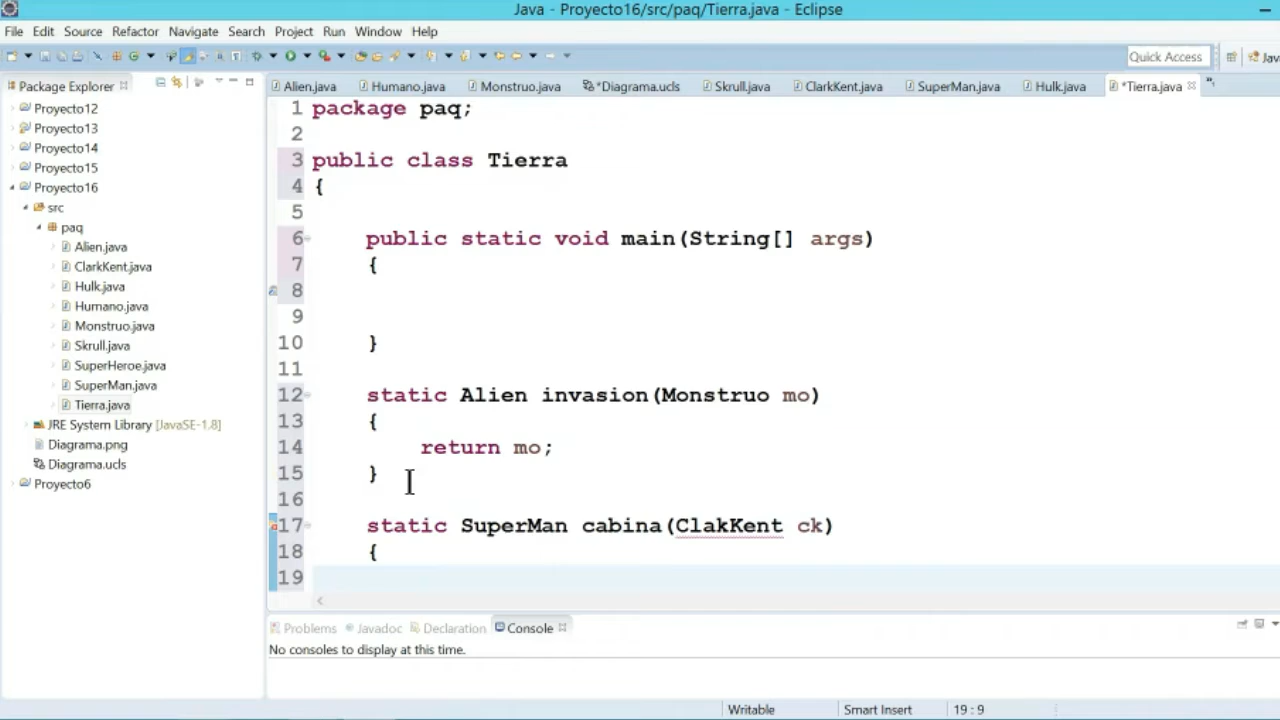 Java - Proyecto16/src/paq/Tierra.java - Eclipse
File Edit Source Refactor Navigate Search Project Run Window Help
Quick Access
Package Explorer
Alien.java Humano.java Monstruo.java *Diagrama.ucls Skrull.java ClarkKent.java SuperMan.java Hulk.java *Tierra.java
Proyecto12
Proyecto13
Proyecto14
Proyecto15
Proyecto16
src
paq
Alien.java
ClarkKent.java
Hulk.java
Humano.java
Monstruo.java
Skrull.java
SuperHeroe.java
SuperMan.java
Tierra.java
JRE System Library [JavaSE-1.8]
Diagrama.png
Diagrama.ucls
Proyecto6
1 package paq;
2
3 public class Tierra
4 {
5
6 public static void main(String[] args)
7 {
8
9
10 }
11
12 static Alien invasion(Monstruo mo)
13 {
14 return mo;
15 }
16
17 static SuperMan cabina(ClakKent ck)
18 {
19
Problems Javadoc Declaration Console
No consoles to display at this time.
Writable Smart Insert 19 : 9